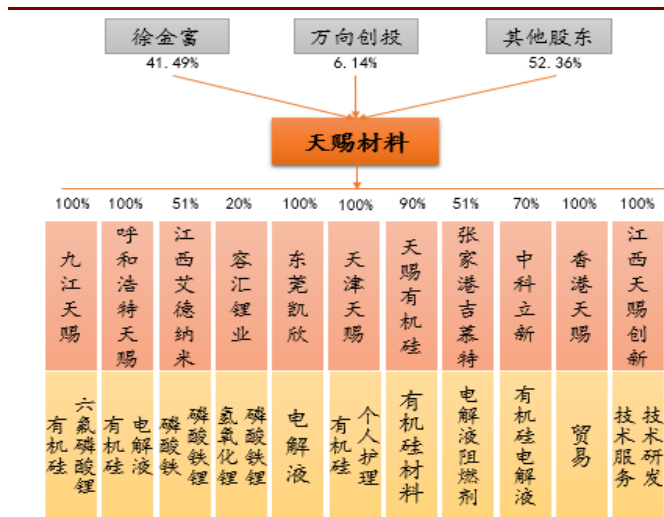 徐金富
万向创投
其他股东
41.49%
6.14%
52.36%
天赐材料
100%
100%
51%
20%
100%
100%
90%
51%
70%
100%
100%
九江天赐
呼和浩特天赐
江西艾德纳米
容汇锂业
东莞凯欣
天津天赐
天赐有机硅
张家港吉慕特
中科立新
香港天赐
江西天赐创新
六氟磷酸锂
有机硅
电解液
有机硅
磷酸铁锂
磷酸铁
磷酸铁锂
氢氧化锂
电解液
个人护理
有机硅
有机硅材料
电解液阻燃剂
有机硅电解液
贸易
技术研发
技术服务